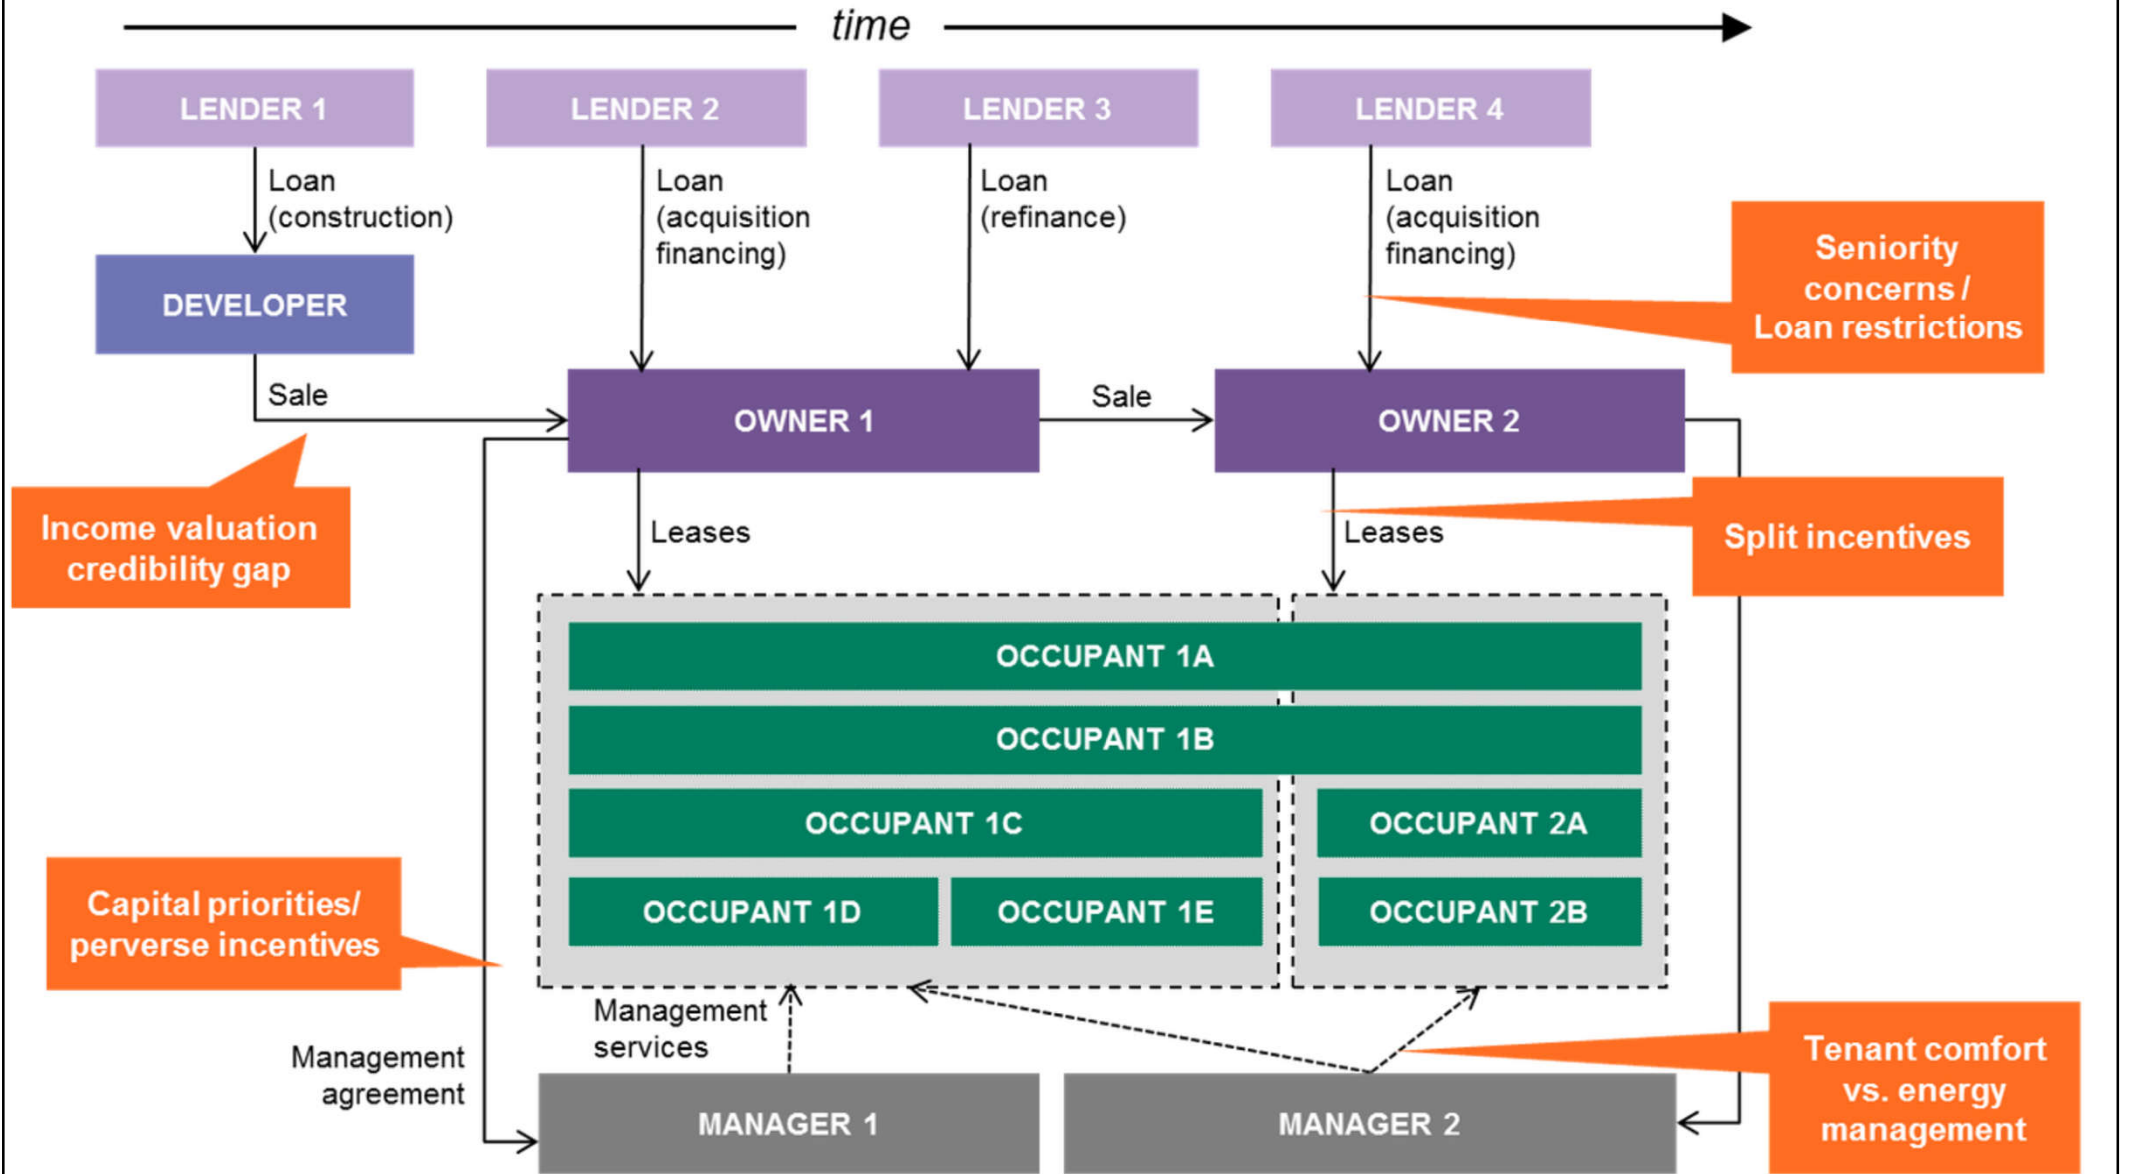 time
LENDER 1
LENDER 2
LENDER 3
LENDER 4
Loan
(construction)
Loan
(acquisition
financing)
Loan
(refinance)
Loan
(acquisition
financing)
Seniority
concerns /
Loan restrictions
DEVELOPER
Sale
OWNER 1
Sale
OWNER 2
Income valuation
credibility gap
Leases
Leases
Split incentives
OCCUPANT 1A
OCCUPANT 1B
OCCUPANT 1C
OCCUPANT 2A
OCCUPANT 1D
OCCUPANT 1E
OCCUPANT 2B
Capital priorities/
perverse incentives
Management
services
Management
agreement
MANAGER 1
MANAGER 2
Tenant comfort
vs. energy
management